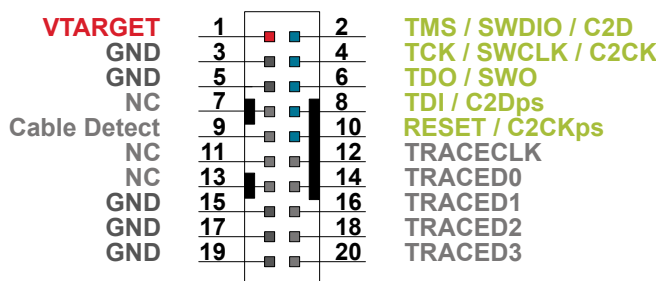 VTARGET 1 2 TMS / SWDIO / C2D
GND 3 4 TCK / SWCLK / C2CK
GND 5 6 TDO / SWO
NC 7 8 TDI / C2Dps
Cable Detect 9 10 RESET / C2CKps
NC 11 12 TRACECLK
NC 13 14 TRACED0
GND 15 16 TRACED1
GND 17 18 TRACED2
GND 19 20 TRACED3